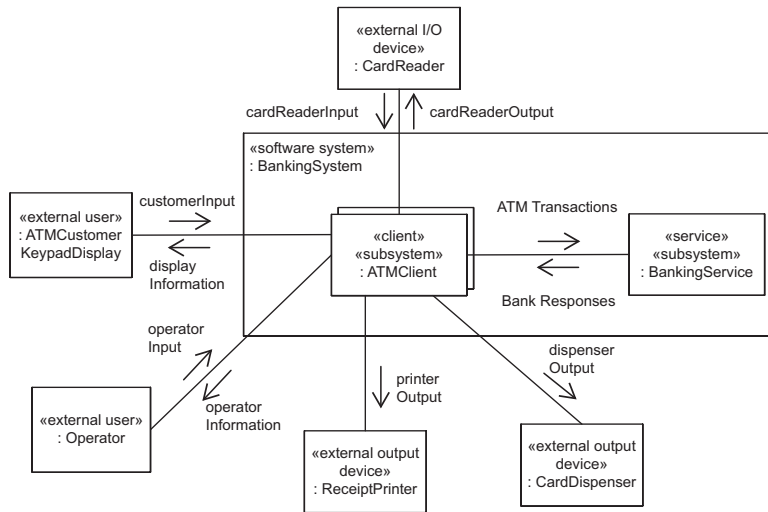 «external I/O
device»
: CardReader
cardReaderInput
cardReaderOutput
«software system»
: BankingSystem
customerInput
«external user»
: ATMCustomer
KeypadDisplay
display
Information
«client»
«subsystem»
: ATMClient
ATM Transactions
«service»
«subsystem»
: BankingService
Bank Responses
operator
Input
operator
Information
«external user»
: Operator
printer
Output
dispenser
Output
«external output
device»
: ReceiptPrinter
«external output
device»
: CardDispenser